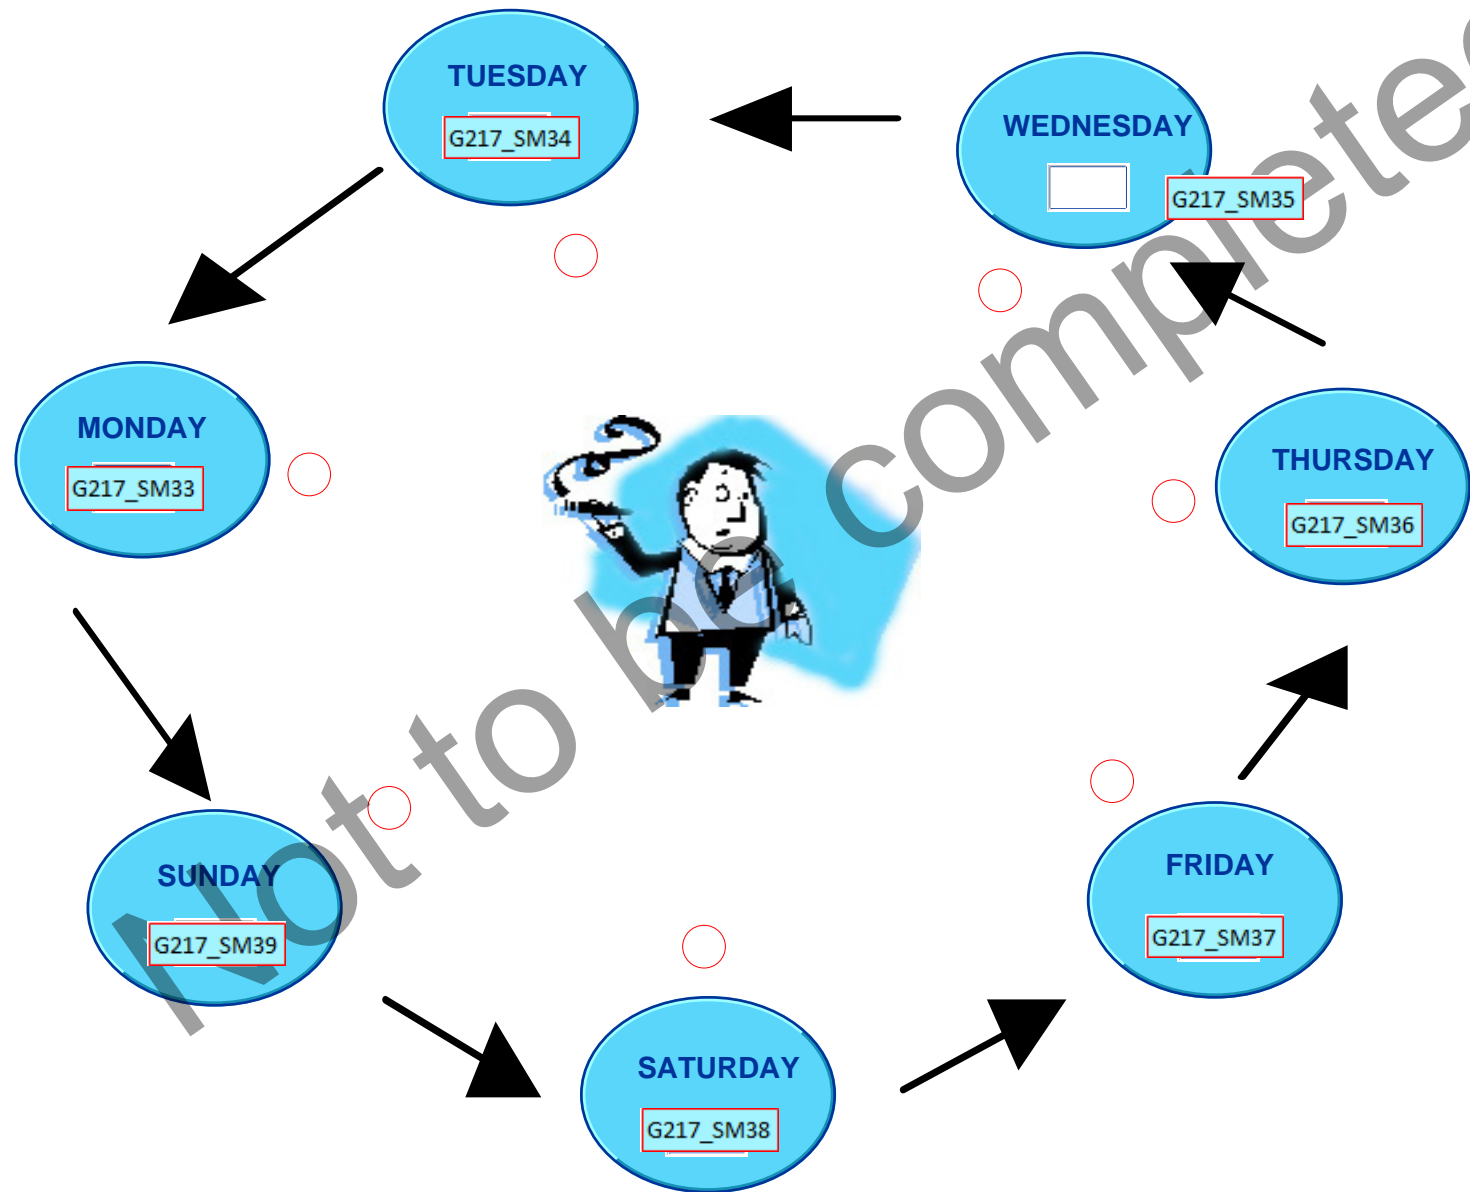 TUESDAY
G217_SM34
WEDNESDAY
G217_SM35
MONDAY
G217_SM33
THURSDAY
G217_SM36
SUNDAY
G217_SM39
FRIDAY
G217_SM37
SATURDAY
G217_SM38
Not to be completed